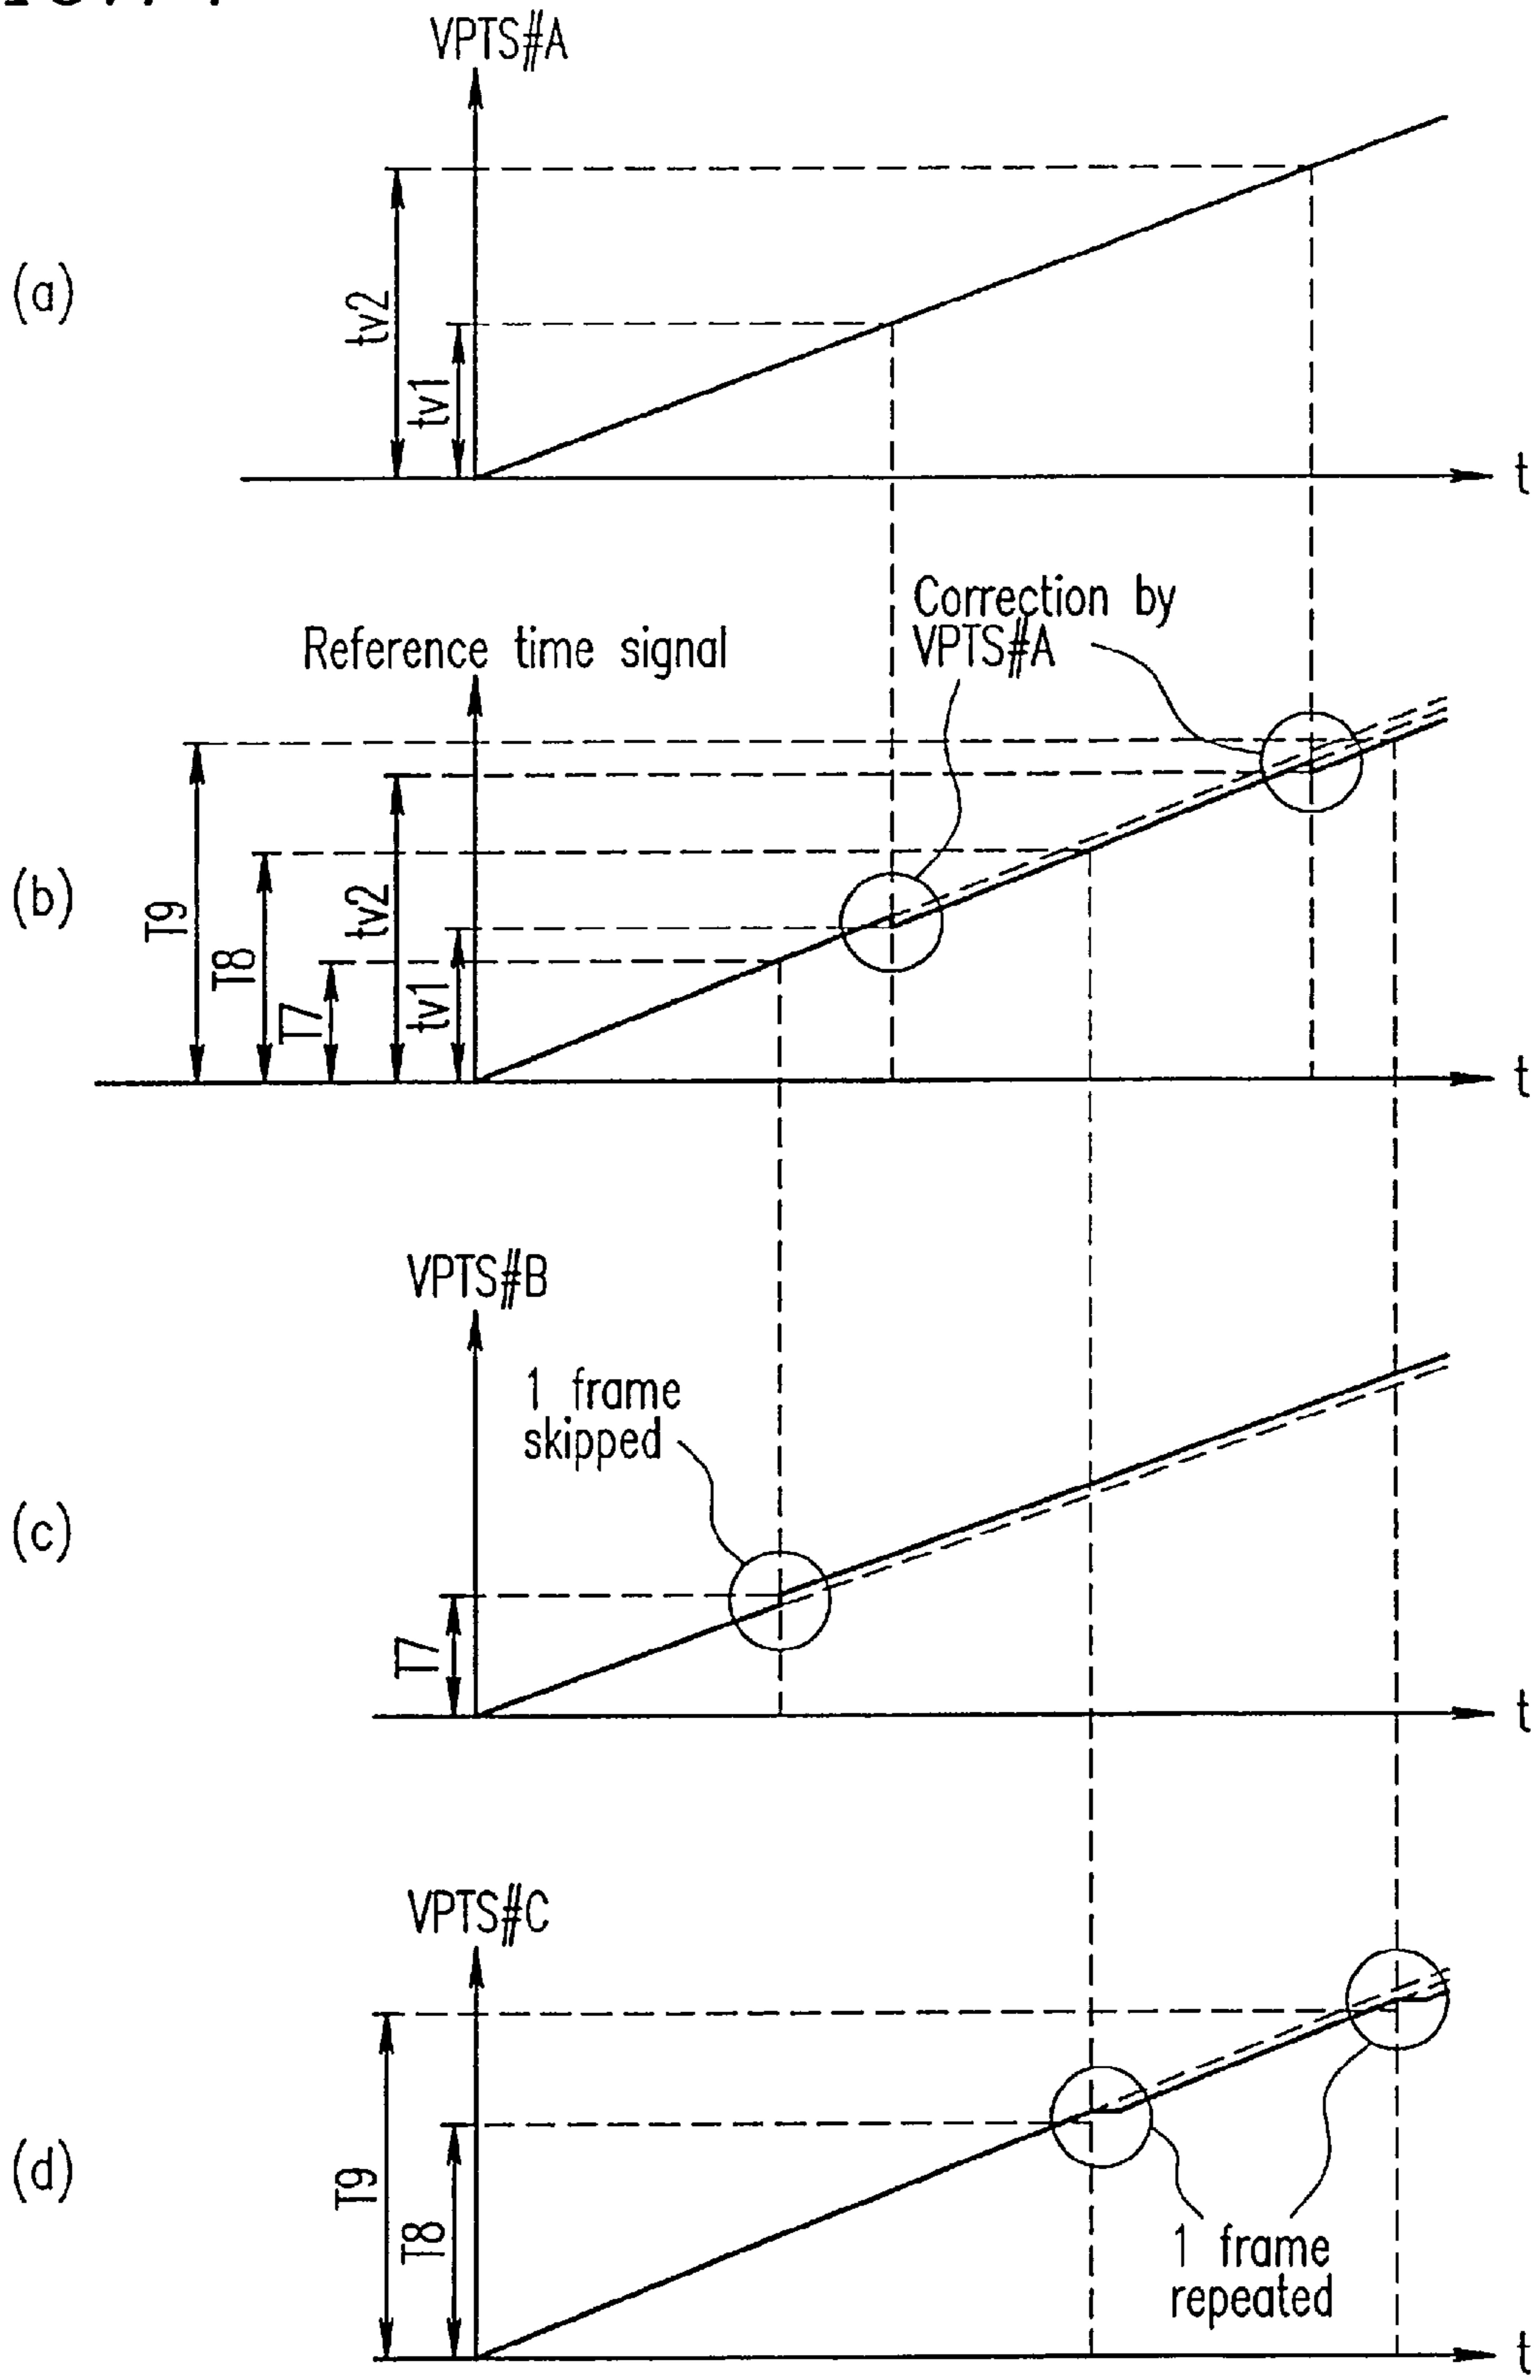 VPTS#A
(a)
tv2
tv1
t
Correction by
VPTS#A
Reference time signal
(b)
T9
T8
T7
tv2
tv1
t
VPTS#B
1 frame
skipped
(c)
T7
t
VPTS#C
(d)
T9
T8
1 frame
repeated
t